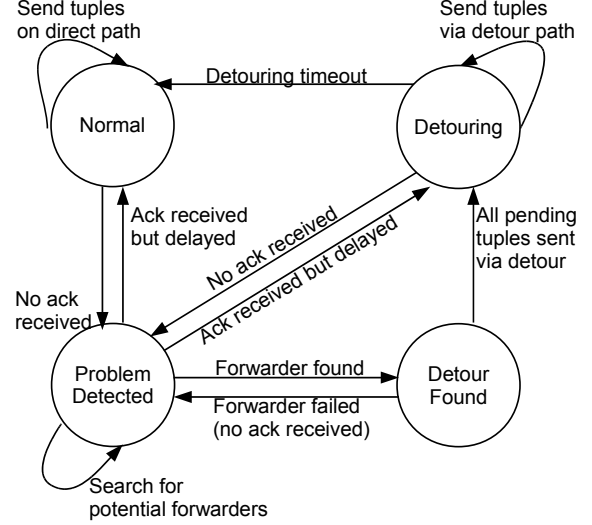 Send tuples
on direct path
Send tuples
via detour path
Detouring timeout
Normal
Detouring
Ack received
but delayed
No ack received
Ack received but delayed
All pending
tuples sent
via detour
No ack
received
Problem
Detected
Forwarder found
Detour
Found
Forwarder failed
(no ack received)
Search for
potential forwarders